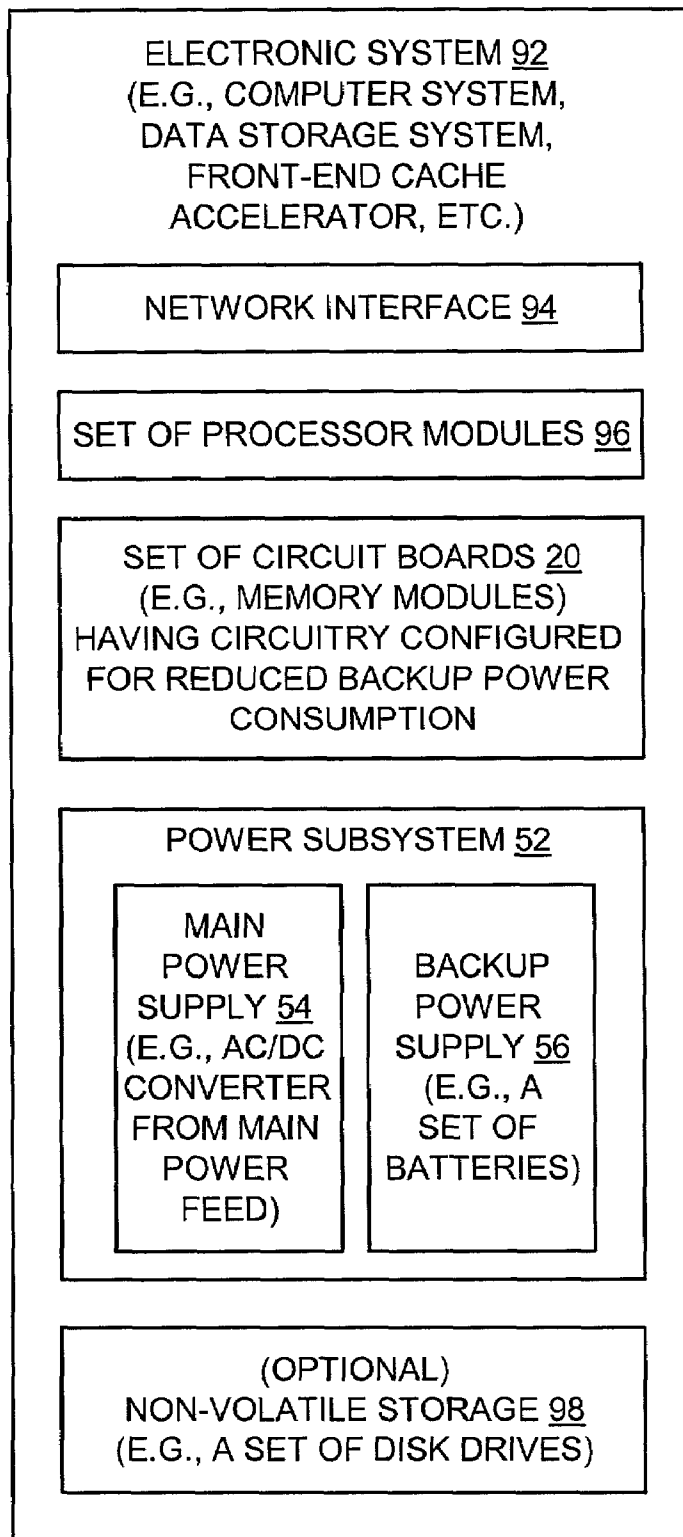 ELECTRONIC SYSTEM 92
(E.G., COMPUTER SYSTEM,
DATA STORAGE SYSTEM,
FRONT-END CACHE
ACCELERATOR, ETC.)
NETWORK INTERFACE 94
SET OF PROCESSOR MODULES 96
SET OF CIRCUIT BOARDS 20
(E.G., MEMORY MODULES)
HAVING CIRCUITRY CONFIGURED
FOR REDUCED BACKUP POWER
CONSUMPTION
POWER SUBSYSTEM 52
MAIN
POWER
SUPPLY 54
(E.G., AC/DC
CONVERTER
FROM MAIN
POWER
FEED)
BACKUP
POWER
SUPPLY 56
(E.G., A
SET OF
BATTERIES)
(OPTIONAL)
NON-VOLATILE STORAGE 98
(E.G., A SET OF DISK DRIVES)